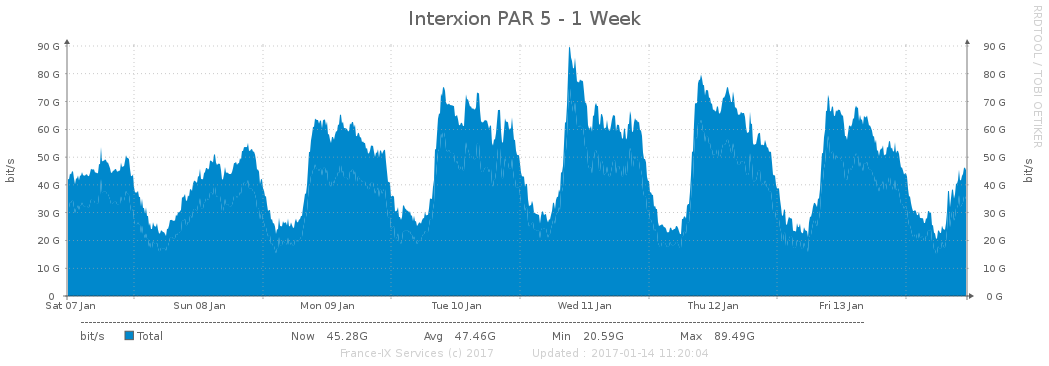 Interxion PAR 5 - 1 Week
RRDTOOL / TOBI OETIKER
bit/s
90 G 90 G
80 G 80 G
70 G 70 G
60 G 60 G
50 G 50 G
40 G 40 G
30 G 30 G
20 G 20 G
10 G 10 G
0 0 G
bit/s
Sat 07 Jan Sun 08 Jan Mon 09 Jan Tue 10 Jan Wed 11 Jan Thu 12 Jan Fri 13 Jan
bit/s Total Now 45.28G Avg 47.46G Min 20.59G Max 89.49G
France-IX Services (c) 2017 Updated : 2017-01-14 11:20:04